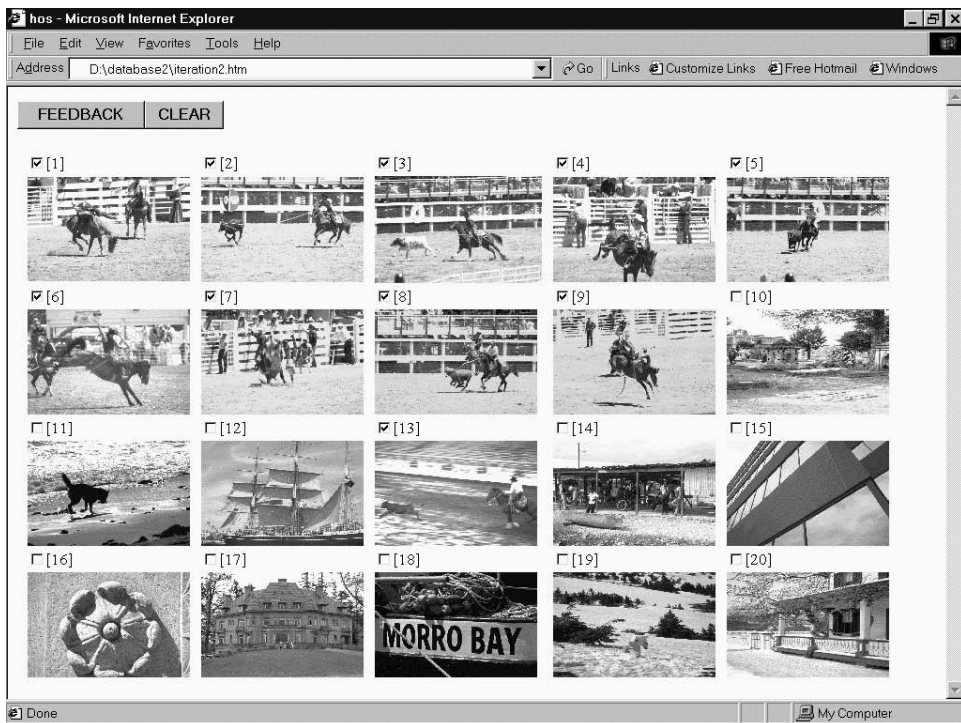 hos - Microsoft Internet Explorer
File Edit View Favorites Tools Help
Address D:\database2\iteration2.htm Go Links Customize Links Free Hotmail Windows
FEEDBACK CLEAR
[1] [2] [3] [4] [5]
[6] [7] [8] [9] [10]
[11] [12] [13] [14] [15]
[16] [17] [18] [19] [20]
MORRO BAY
Done My Computer